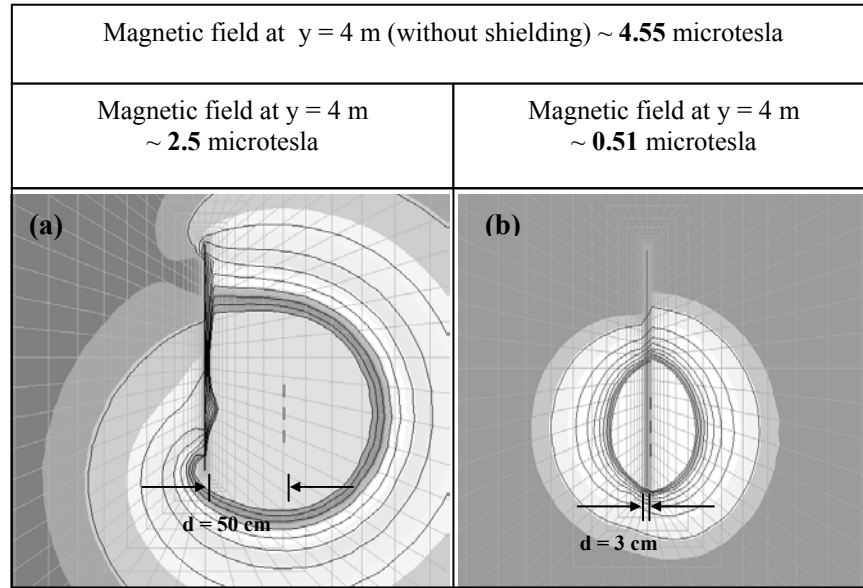 Magnetic field at y = 4 m (without shielding) ~ 4.55 microtesla
Magnetic field at y = 4 m
~ 2.5 microtesla
Magnetic field at y = 4 m
~ 0.51 microtesla
(a)
(b)
d = 50 cm
d = 3 cm